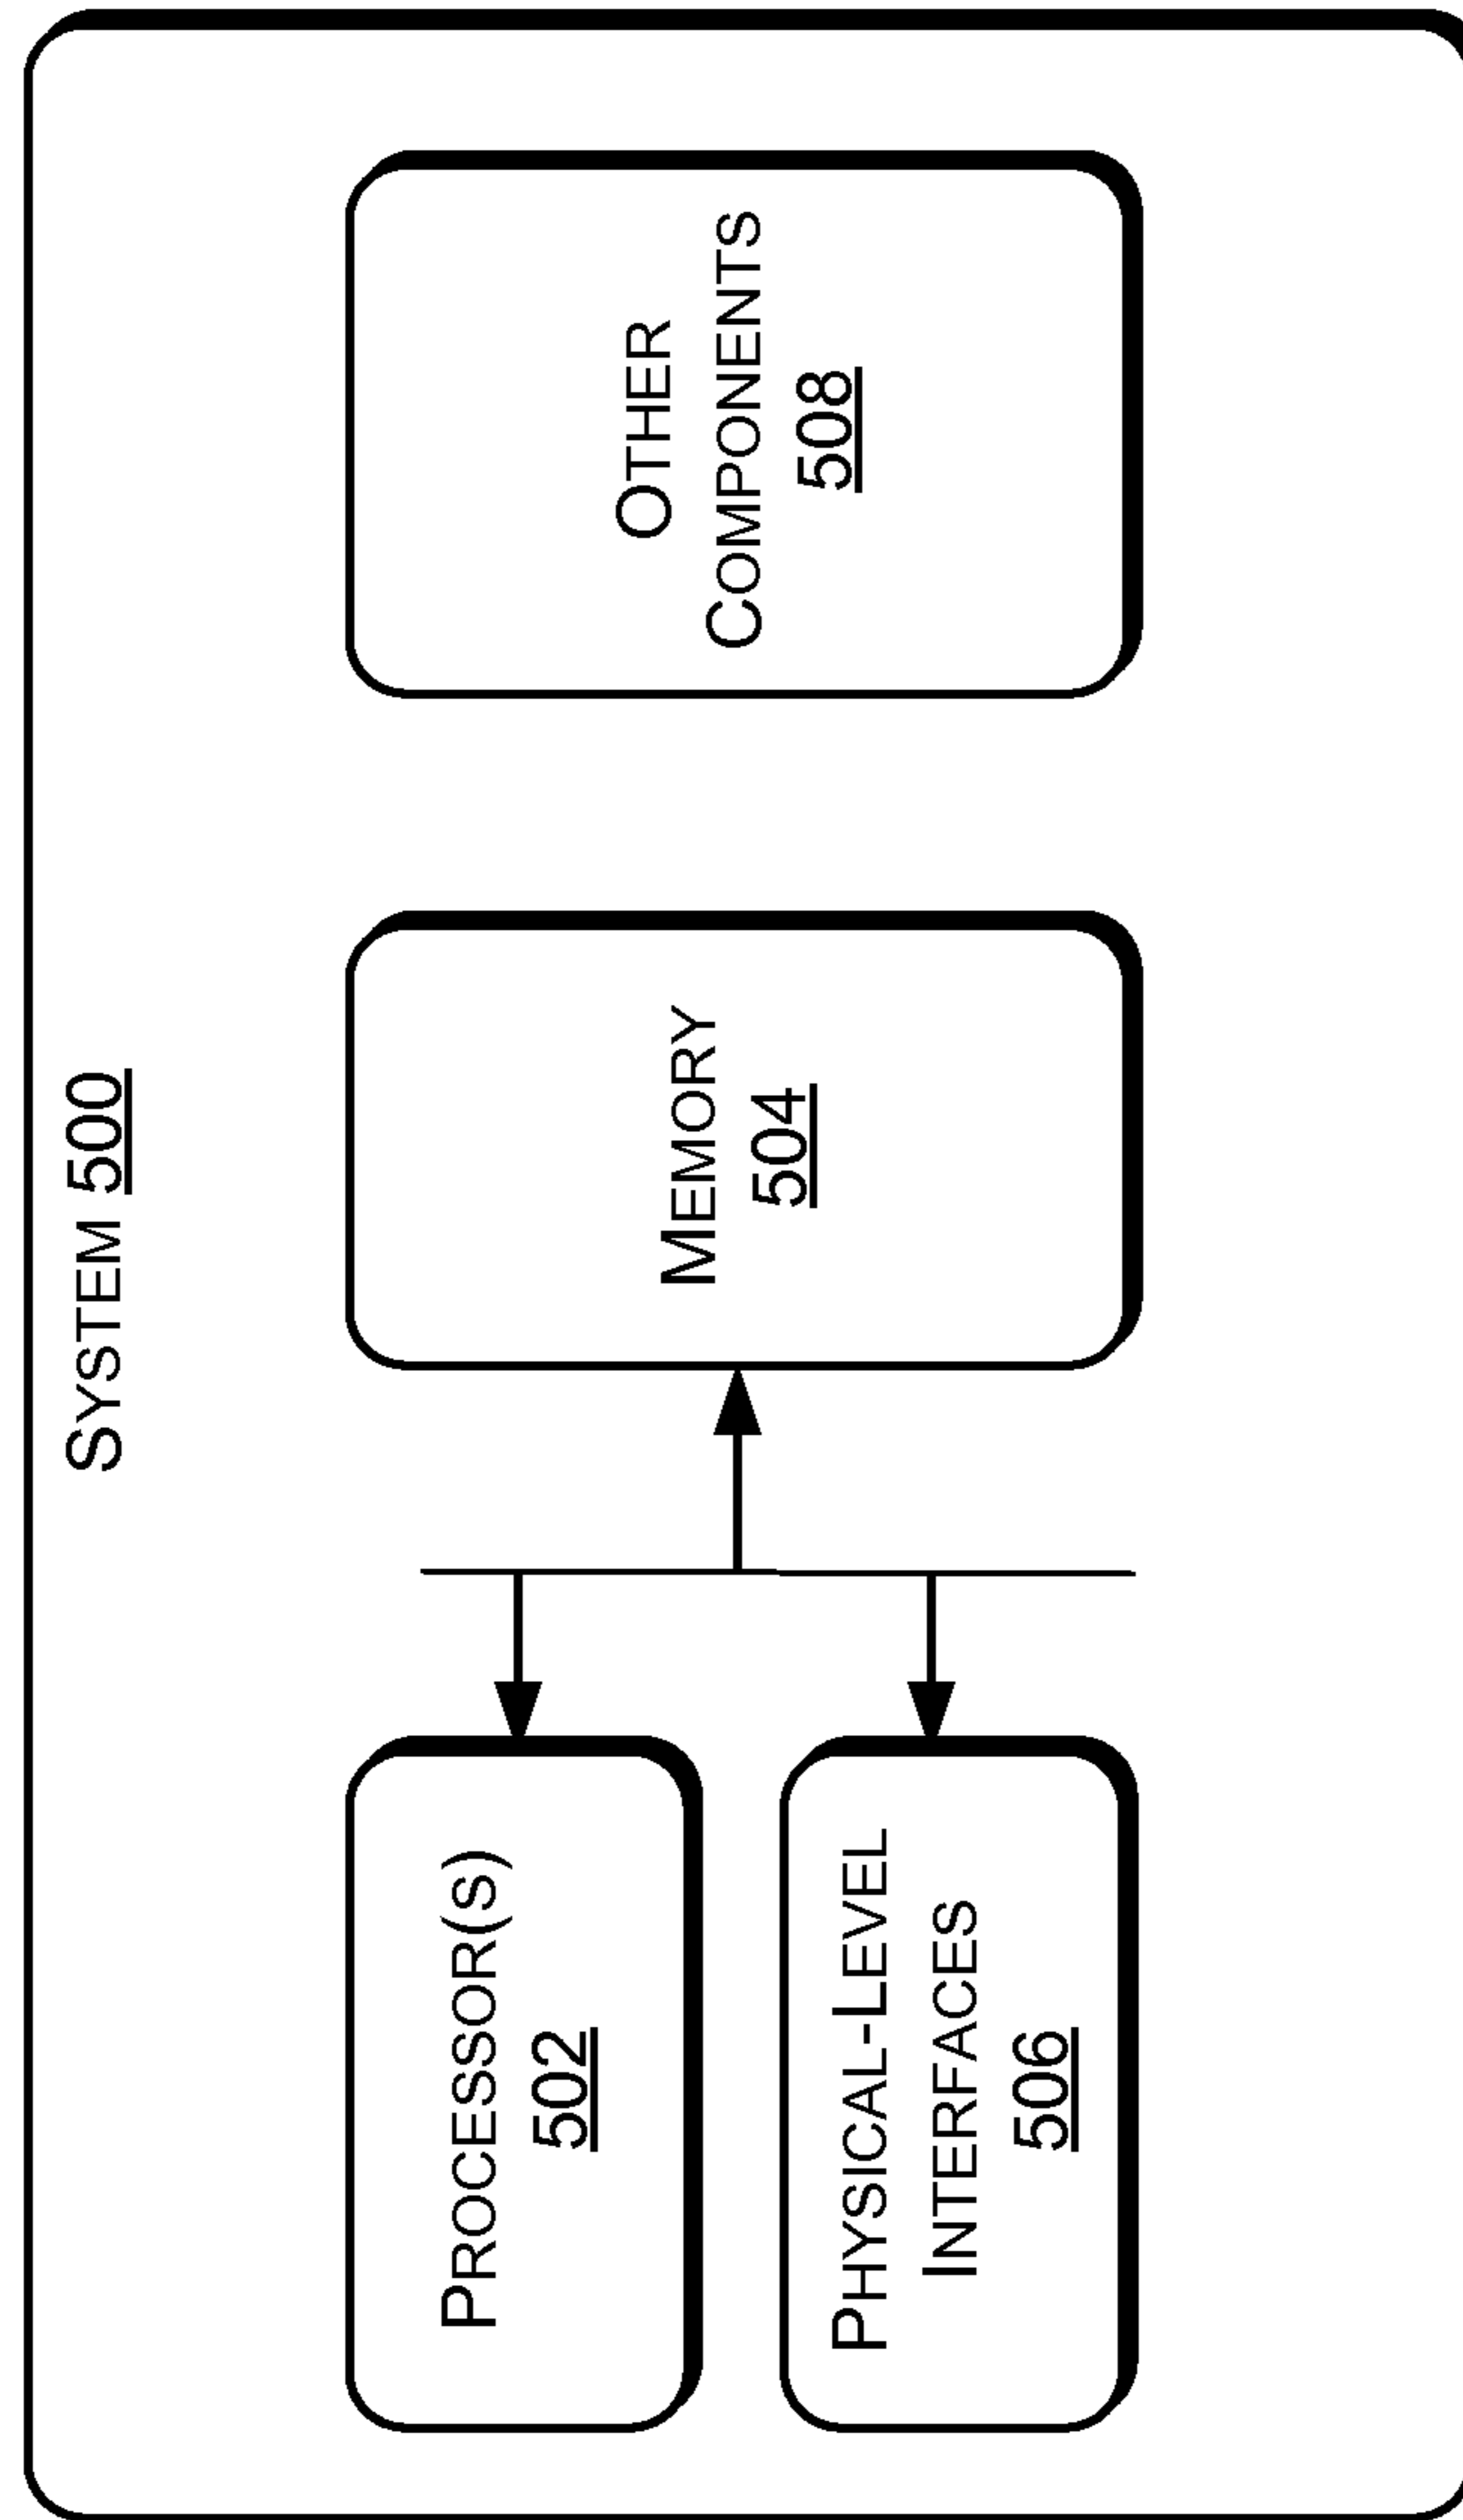 SYSTEM 500
PROCESSOR(S)
502
PHYSICAL-LEVEL
INTERFACES
506
MEMORY
504
OTHER
COMPONENTS
508